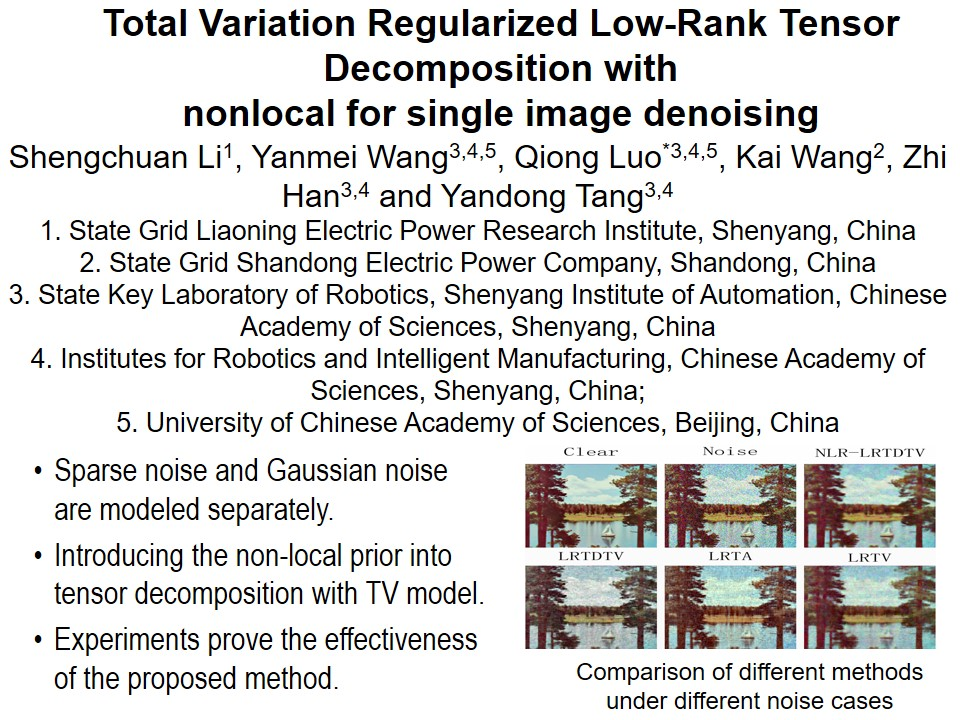 Total Variation Regularized Low-Rank Tensor
Decomposition with
nonlocal for single image denoising
Shengchuan Li1, Yanmei Wang3,4,5, Qiong Luo*3,4,5, Kai Wang2, Zhi
Han3,4 and Yandong Tang3,4
1. State Grid Liaoning Electric Power Research Institute, Shenyang, China
2. State Grid Shandong Electric Power Company, Shandong, China
3. State Key Laboratory of Robotics, Shenyang Institute of Automation, Chinese
Academy of Sciences, Shenyang, China
4. Institutes for Robotics and Intelligent Manufacturing, Chinese Academy of
Sciences, Shenyang, China;
5. University of Chinese Academy of Sciences, Beijing, China
• Sparse noise and Gaussian noise
are modeled separately.
• Introducing the non-local prior into
tensor decomposition with TV model.
• Experiments prove the effectiveness
of the proposed method.
Clear Noise NLR-LRTDTV
LRTDTV LRTA LRTV
Comparison of different methods
under different noise cases